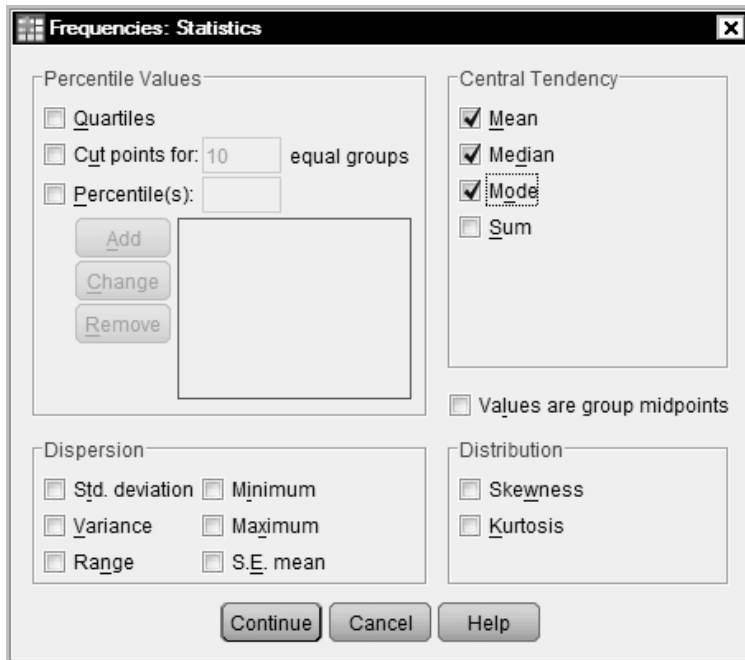 Frequencies: Statistics
Percentile Values
Quartiles
Cut points for: 10 equal groups
Percentile(s):
Add
Change
Remove
Central Tendency
Mean
Median
Mode
Sum
Values are group midpoints
Dispersion
Std. deviation Minimum
Variance Maximum
Range S.E. mean
Distribution
Skewness
Kurtosis
Continue Cancel Help